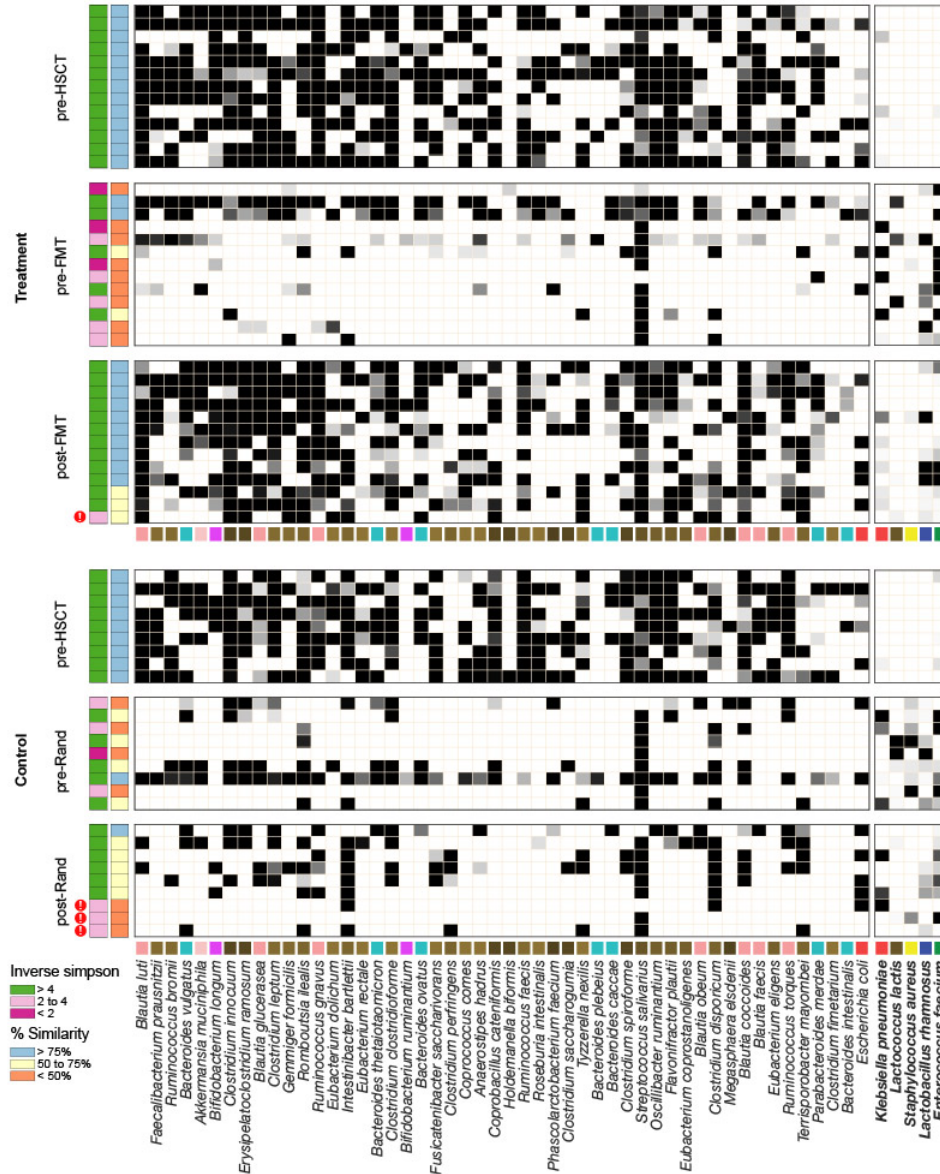 pre-HSCT
Treatment
pre-FMT
post-FMT
!
pre-HSCT
Control
pre-Rand
post-Rand
!
!
!
Inverse simpson
> 4
2 to 4
< 2
% Similarity
> 75%
50 to 75%
< 50%
Blautia luti
Faecalibacterium prausnitzii
Ruminococcus bromii
Bacteroides vulgatus
Akkermansia muciniphila
Bifidobacterium longum
Clostridium innocuum
Erysipelatoclostridium ramosum
Blautia glucerasea
Clostridium leptum
Gemmiger formicilis
Romboutsia ilealis
Ruminococcus gnavus
Eubacterium dolichum
Intestinibacter bartlettii
Eubacterium rectale
Bacteroides thetaiotaomicron
Clostridium clostridioforme
Bifidobacterium ruminantium
Bacteroides ovatus
Fusicatenibacter saccharivorans
Clostridium perfringens
Coprococcus comes
Anaerostipes hadrus
Coprobacillus cateniformis
Holdemanella biformis
Ruminococcus faecis
Roseburia intestinalis
Phascolarctobacterium faecium
Clostridium saccharogumia
Tyzzerella nexilis
Bacteroides plebeius
Bacteroides caccae
Clostridium spiroforme
Streptococcus salivarius
Oscillibacter ruminantium
Flavonifractor plautii
Eubacterium coprostanoligenes
Blautia obeum
Clostridium disporicum
Megasphaera elsdenii
Blautia coccoides
Blautia faecis
Eubacterium eligens
Ruminococcus torques
Terrisporobacter mayombei
Parabacteroides merdae
Clostridium fimetarium
Bacteroides intestinalis
Escherichia coli
Klebsiella pneumoniae
Lactococcus lactis
Staphylococcus aureus
Lactobacillus rhamnosus